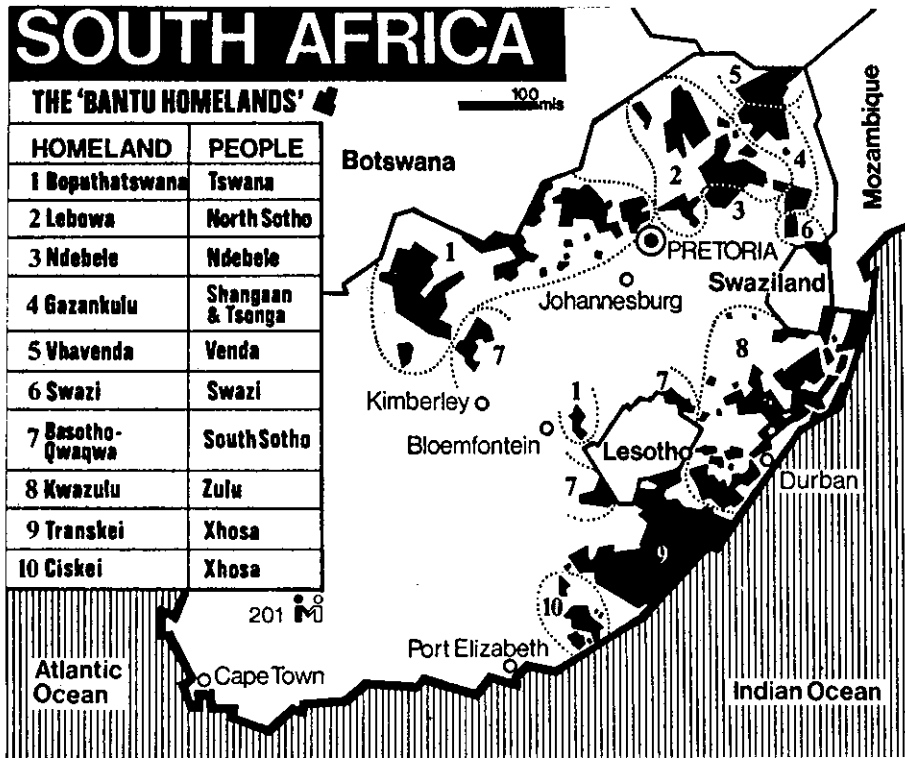 SOUTH AFRICA
THE 'BANTU HOMELANDS'
HOMELAND PEOPLE
1 Boputhatswana Tswana
2 Lebowa North Sotho
3 Ndebele Ndebele
4 Gazankulu Shangaan
& Tsonga
5 Vhavenda Venda
6 Swazi Swazi
7 Basotho-
Qwaqwa South Sotho
8 Kwazulu Zulu
9 Transkei Xhosa
10 Ciskei Xhosa
201
100
mls
Botswana
Mozambique
5
4
2
3
6
1
PRETORIA
Swaziland
Johannesburg
7
8
Kimberley
1
7
Bloemfontein
Lesotho
7
Durban
9
10
Port Elizabeth
Cape Town
Atlantic
Ocean
Indian Ocean